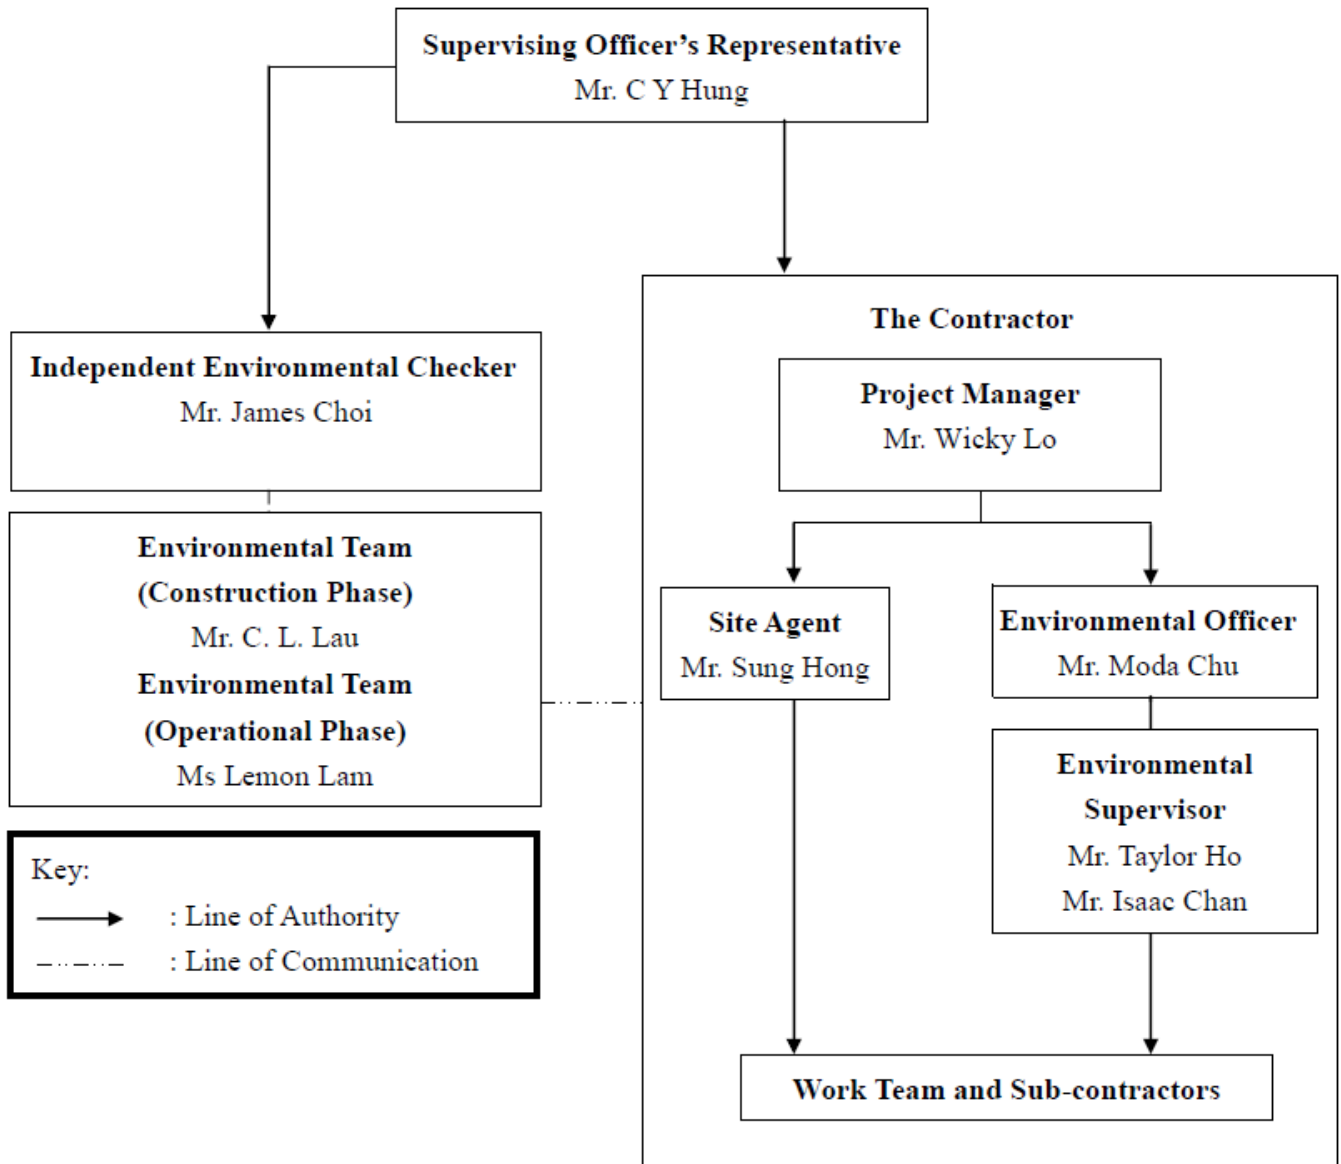 Supervising Officer’s Representative
Mr. C Y Hung
Independent Environmental Checker
Mr. James Choi
Environmental Team
(Construction Phase)
Mr. C. L. Lau
Environmental Team
(Operational Phase)
Ms Lemon Lam
Key:
: Line of Authority
: Line of Communication
The Contractor
Project Manager
Mr. Wicky Lo
Site Agent
Mr. Sung Hong
Environmental Officer
Mr. Moda Chu
Environmental
Supervisor
Mr. Taylor Ho
Mr. Isaac Chan
Work Team and Sub-contractors